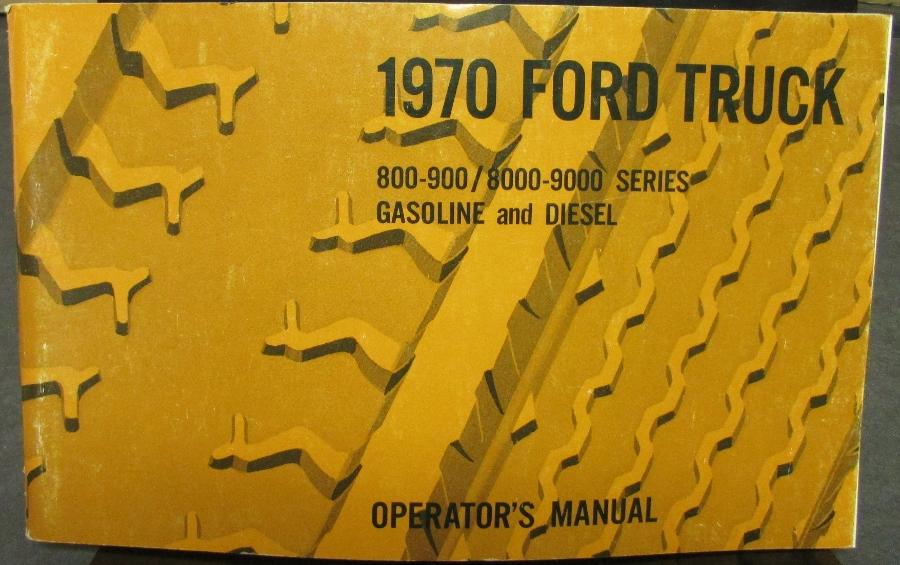 1970 FORD TRUCK
800-900/8000-9000 SERIES
GASOLINE and DIESEL
OPERATOR'S MANUAL